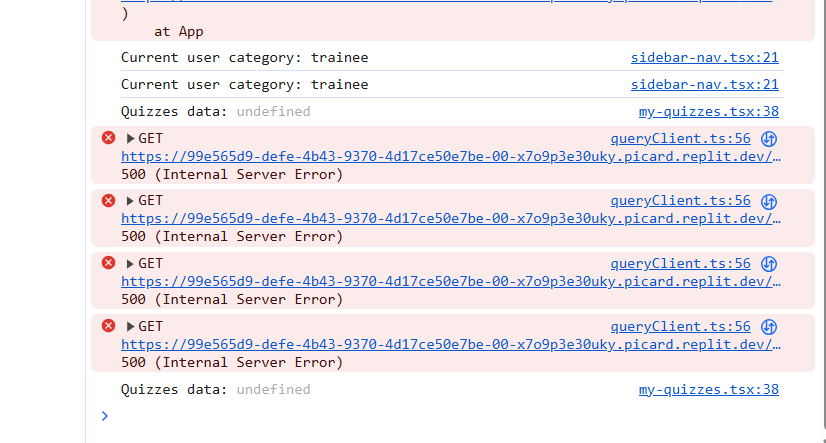 )
at App
Current user category: trainee sidebar-nav.tsx:21
Current user category: trainee sidebar-nav.tsx:21
Quizzes data: undefined my-quizzes.tsx:38
GET queryClient.ts:56
https://99e565d9-defe-4b43-9370-4d17ce50e7be-00-x7o9p3e30uky.picard.replit.dev/…
500 (Internal Server Error)
GET queryClient.ts:56
https://99e565d9-defe-4b43-9370-4d17ce50e7be-00-x7o9p3e30uky.picard.replit.dev/…
500 (Internal Server Error)
GET queryClient.ts:56
https://99e565d9-defe-4b43-9370-4d17ce50e7be-00-x7o9p3e30uky.picard.replit.dev/…
500 (Internal Server Error)
GET queryClient.ts:56
https://99e565d9-defe-4b43-9370-4d17ce50e7be-00-x7o9p3e30uky.picard.replit.dev/…
500 (Internal Server Error)
Quizzes data: undefined my-quizzes.tsx:38